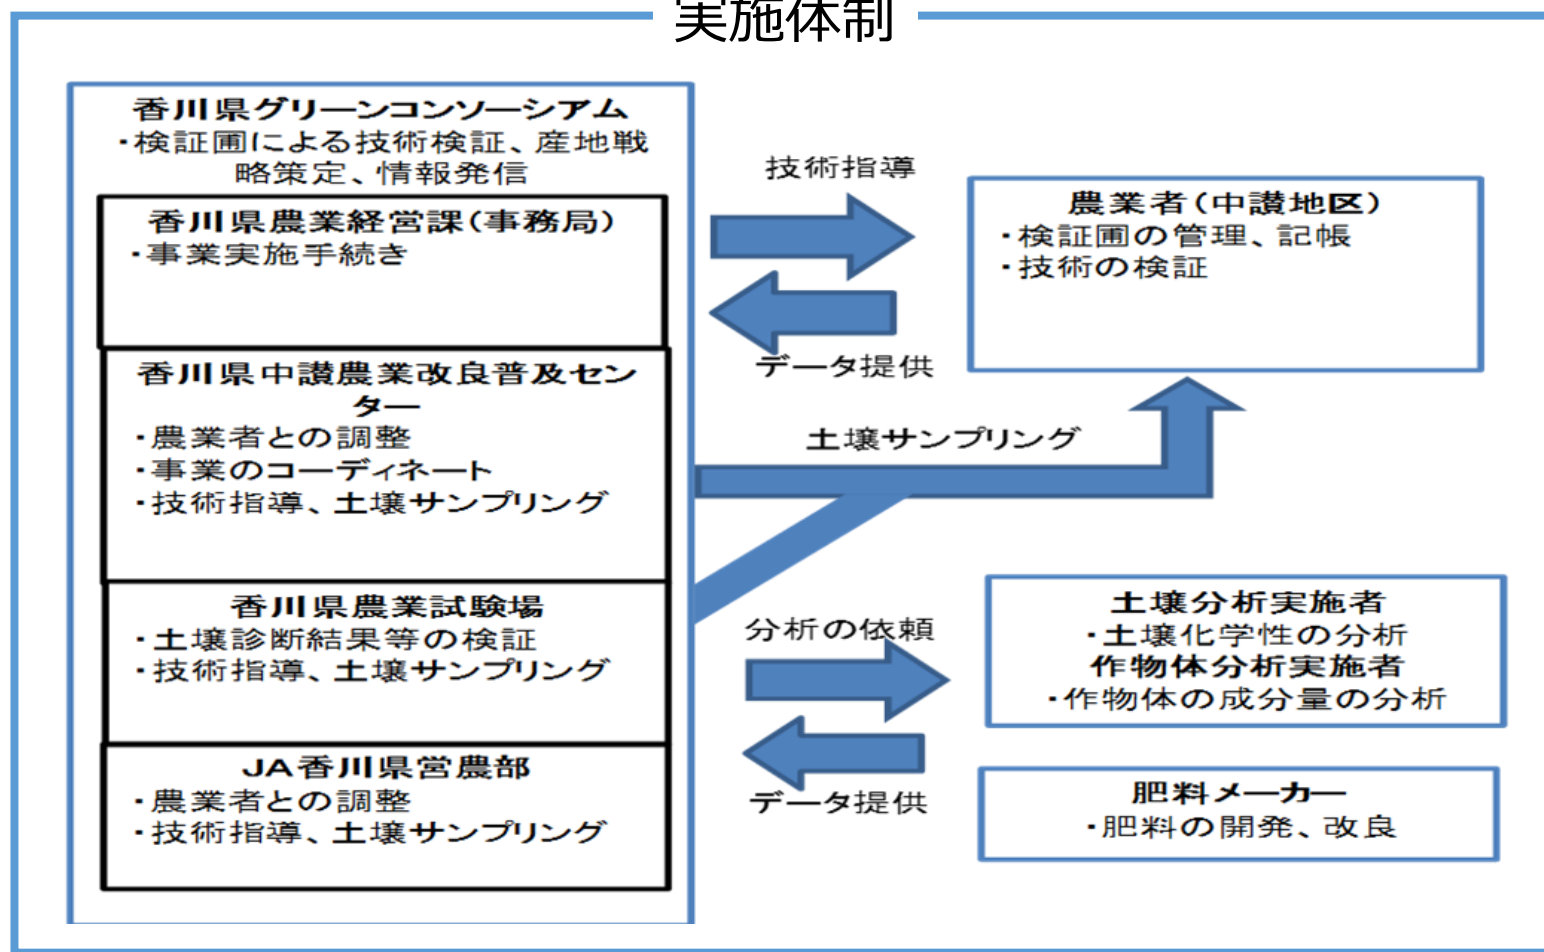 実施体制
香川県グリーンコンソーシアム
・検証圃による技術検証、産地戦
略策定、情報発信
香川県農業経営課(事務局)
・事業実施手続き
香川県中讃農業改良普及セン
ター
・農業者との調整
・事業のコーディネート
・技術指導、土壌サンプリング
香川県農業試験場
・土壌診断結果等の検証
・技術指導、土壌サンプリング
JA香川県営農部
・農業者との調整
・技術指導、土壌サンプリング
技術指導
データ提供
土壌サンプリング
分析の依頼
データ提供
農業者(中讃地区)
・検証圃の管理、記帳
・技術の検証
土壌分析実施者
・土壌化学性の分析
作物体分析実施者
・作物体の成分量の分析
肥料メーカー
・肥料の開発、改良